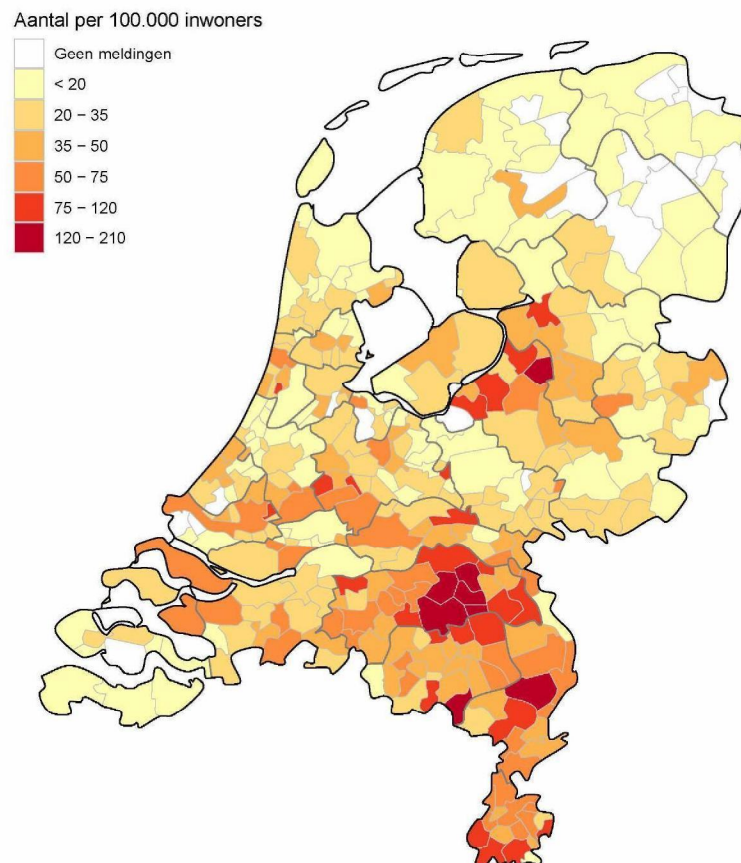 Aantal per 100.000 inwoners
Geen meldingen
< 20
20 – 35
35 – 50
50 – 75
75 – 120
120 – 210